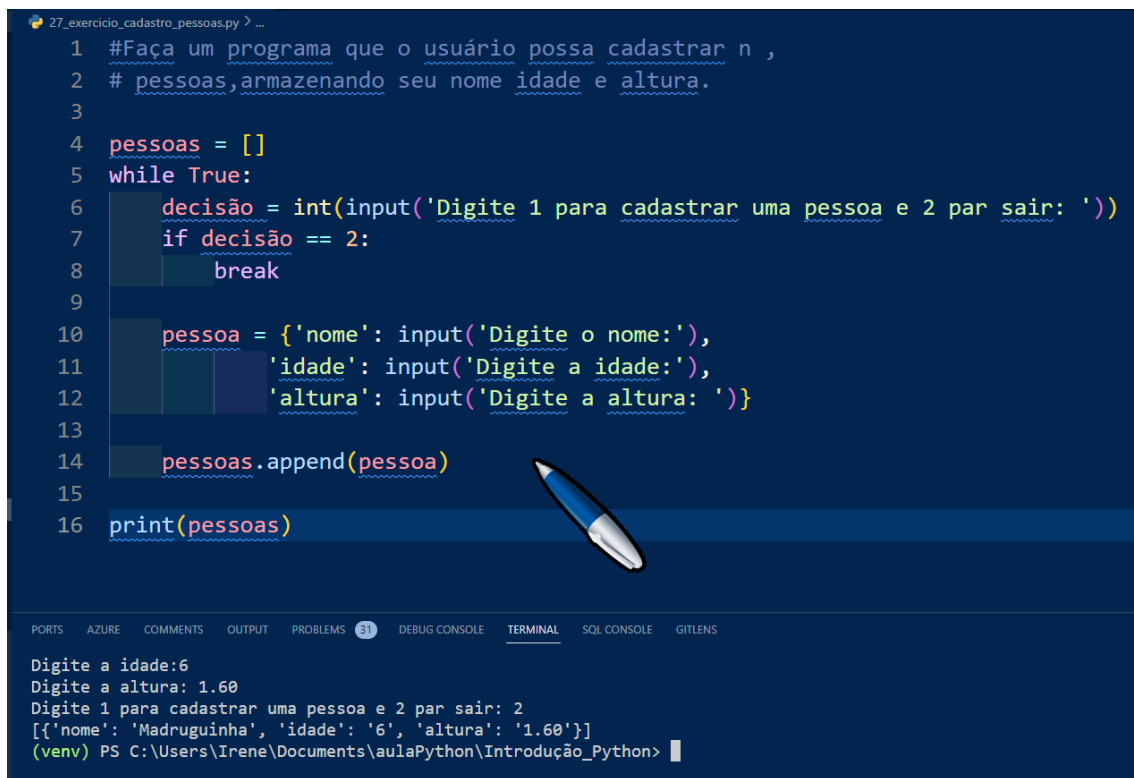 27_exercicio_cadastro_pessoas.py > ...
1 #Faça um programa que o usuário possa cadastrar n ,
2 # pessoas,armazenando seu nome idade e altura.
3
4 pessoas = []
5 while True:
6     decisão = int(input('Digite 1 para cadastrar uma pessoa e 2 par sair: '))
7     if decisão == 2:
8         break
9
10     pessoa = {'nome': input('Digite o nome:'),
11               'idade': input('Digite a idade:'),
12               'altura': input('Digite a altura: ')}
13
14     pessoas.append(pessoa)
15
16 print(pessoas)
PORTS AZURE COMMENTS OUTPUT PROBLEMS 31 DEBUG CONSOLE TERMINAL SQL CONSOLE GITLENS
Digite a idade:6
Digite a altura: 1.60
Digite 1 para cadastrar uma pessoa e 2 par sair: 2
[{'nome': 'Madruguinha', 'idade': '6', 'altura': '1.60'}]
(venv) PS C:\Users\Irene\Documents\aulaPython\Introdução_Python>